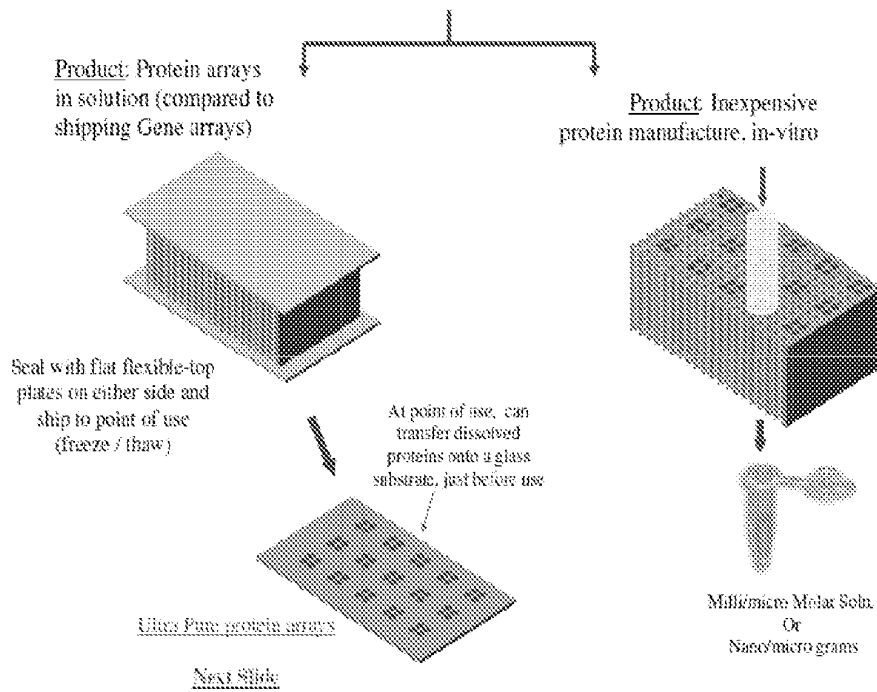 Product: Protein arrays
in solution (compared to
shipping Gene arrays)
Product: Inexpensive
protein manufacture, in-vitro
Seal with flat flexible-top
plates on either side and
ship to point of use
(freeze / thaw)
At point of use, can
transfer dissolved
proteins onto a glass
substrate, just before use
Ultra Pure protein arrays
Next Slide
Milli/micro Molar Soln.
Or
Nano/micro grams